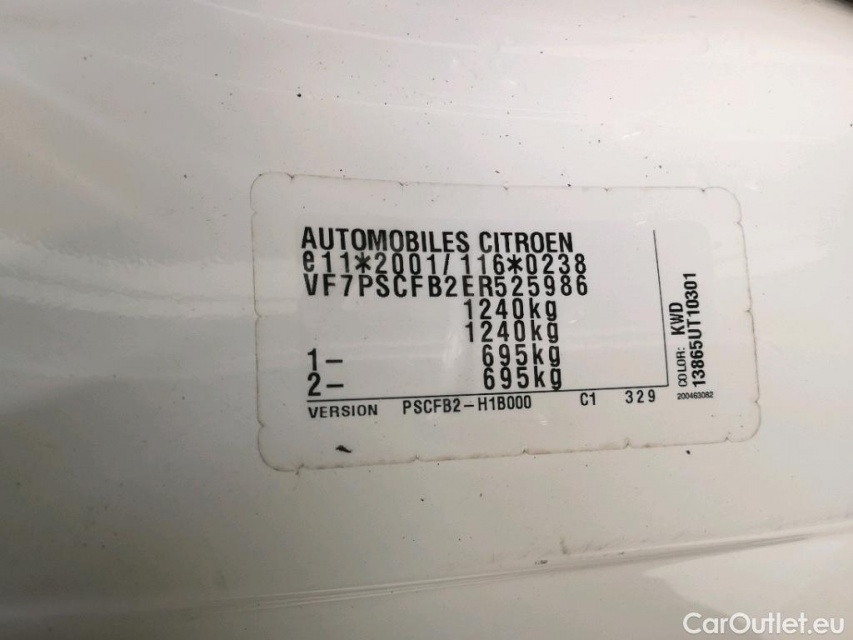 AUTOMOBILES CITROEN
e11*2001/116*0238
VF7PSCFB2ER525986
1240kg
1240kg
1- 695kg
2- 695kg
VERSION PSCFB2-H1B000 C1 329
COLOR: KWD
13865UT10301
200463082
CarOutlet.eu